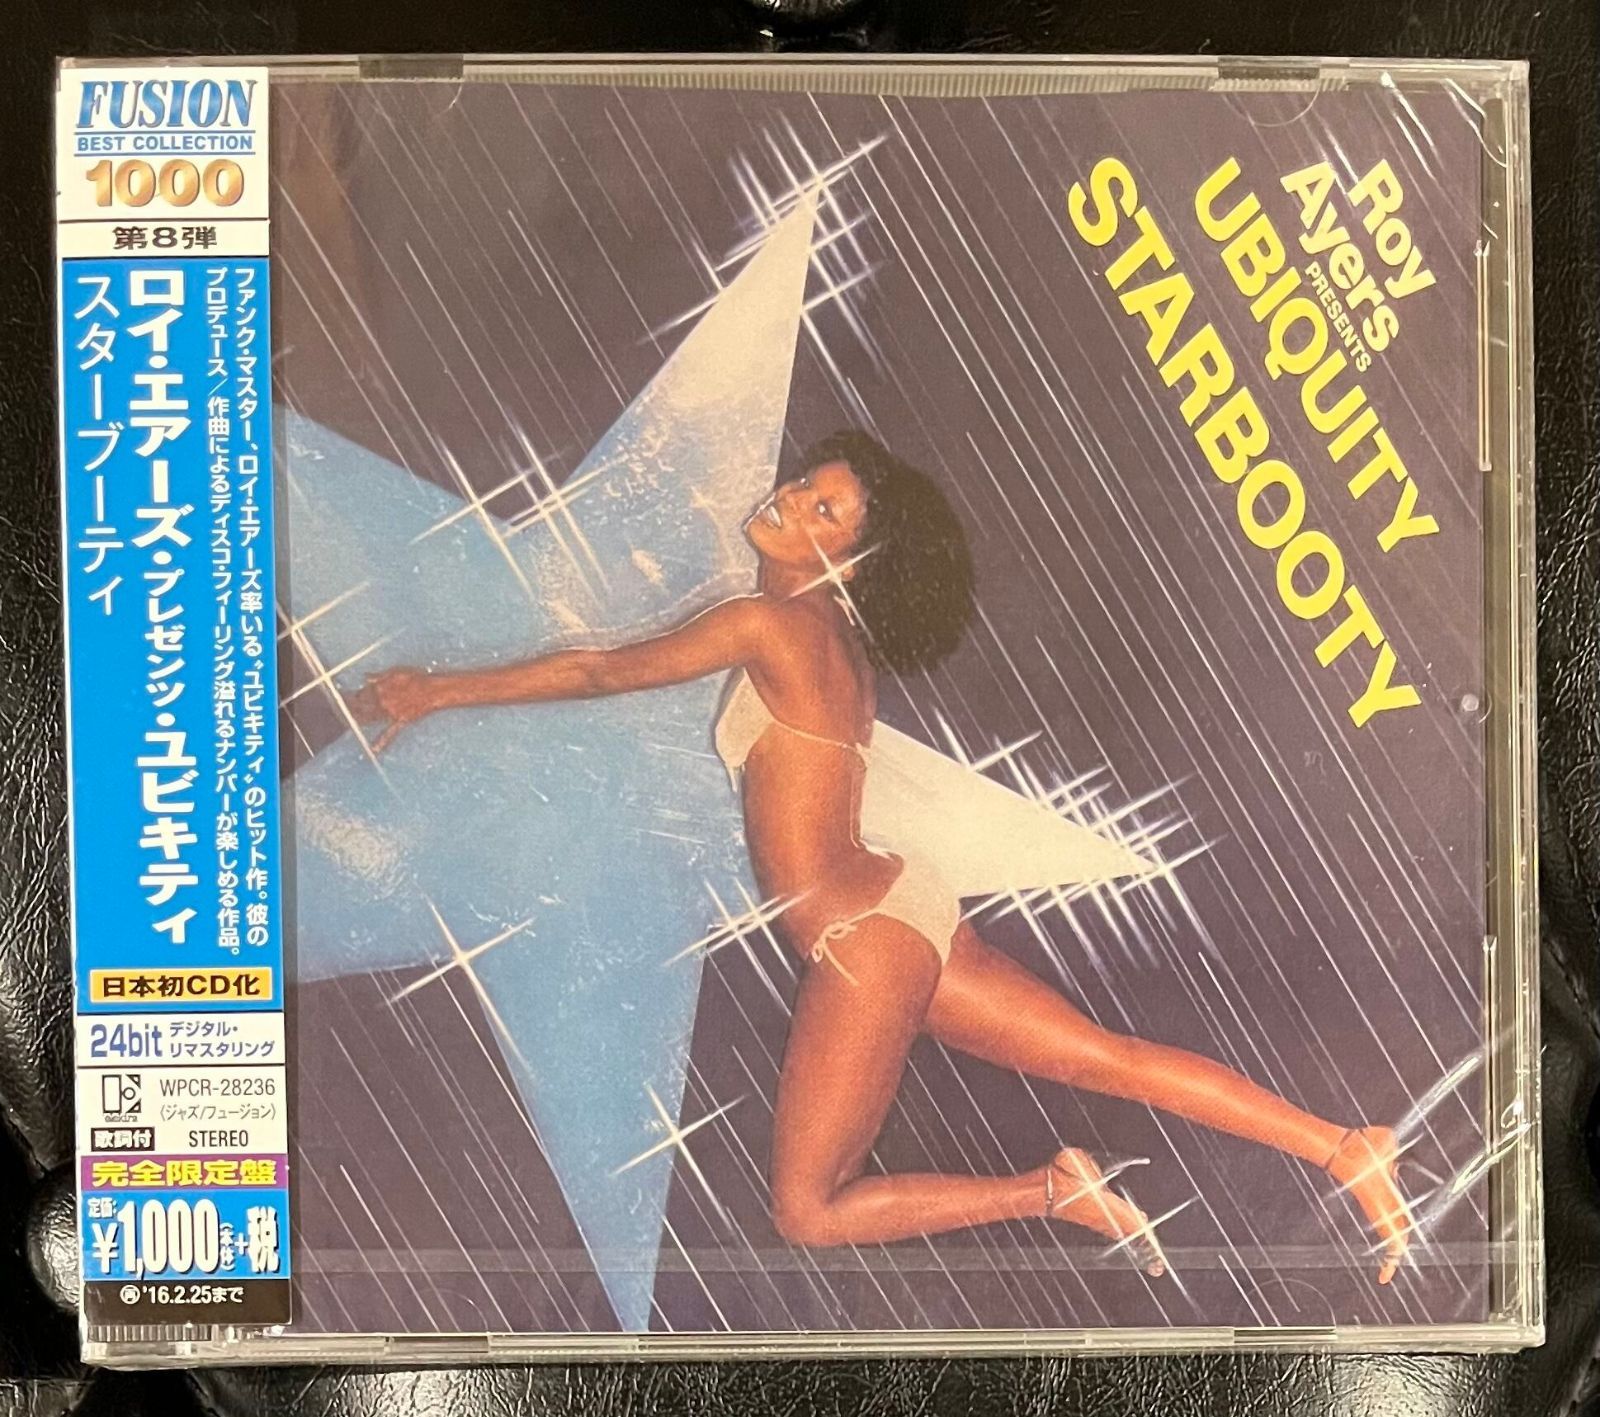 FUSION
BEST COLLECTION
1000
第8弾
ファンク・マスター、ロイ・エアーズ率いる“ユビキティ”のヒット作。彼の
プロデュース／作曲によるディスコ・フィーリング溢れるナンバーが楽しめる作品。
ロイ・エアーズ・プレゼンツ・ユビキティ
スターブーティ
日本初CD化
24bit デジタル・
リマスタリング
elektra
WPCR-28236
〈ジャズ/フュージョン〉
歌詞付 STEREO
完全限定盤
定価:
¥1,000(本体)+税
再 '16.2.25まで
Roy
Ayers
PRESENTS
UBIQUITY
STARBOOTY